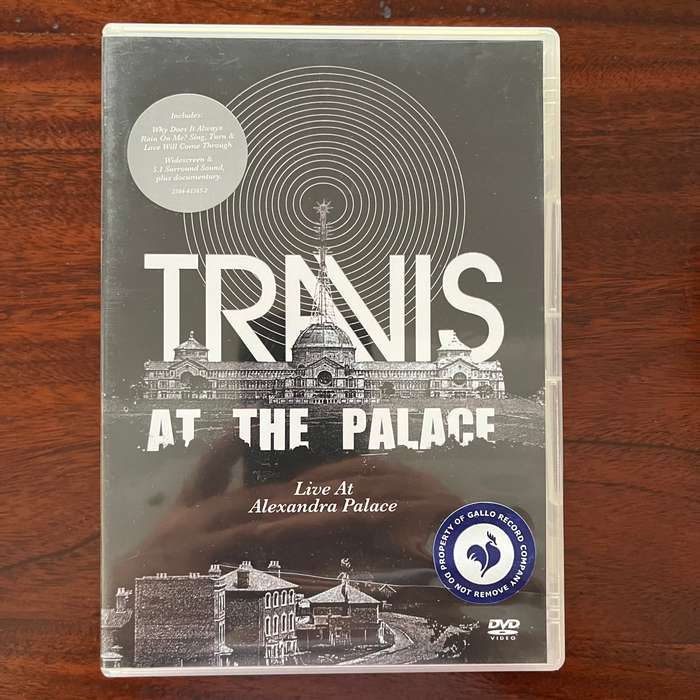 Includes:
Why Does It Always
Rain On Me? Sing, Turn &
Love Will Come Through
Widescreen &
5.1 Surround Sound,
plus documentary.
TRAVIS
AT THE PALACE
Live At
Alexandra Palace
PROPERTY OF GALLO RECORD COMPANY
DO NOT REMOVE
DVD
VIDEO